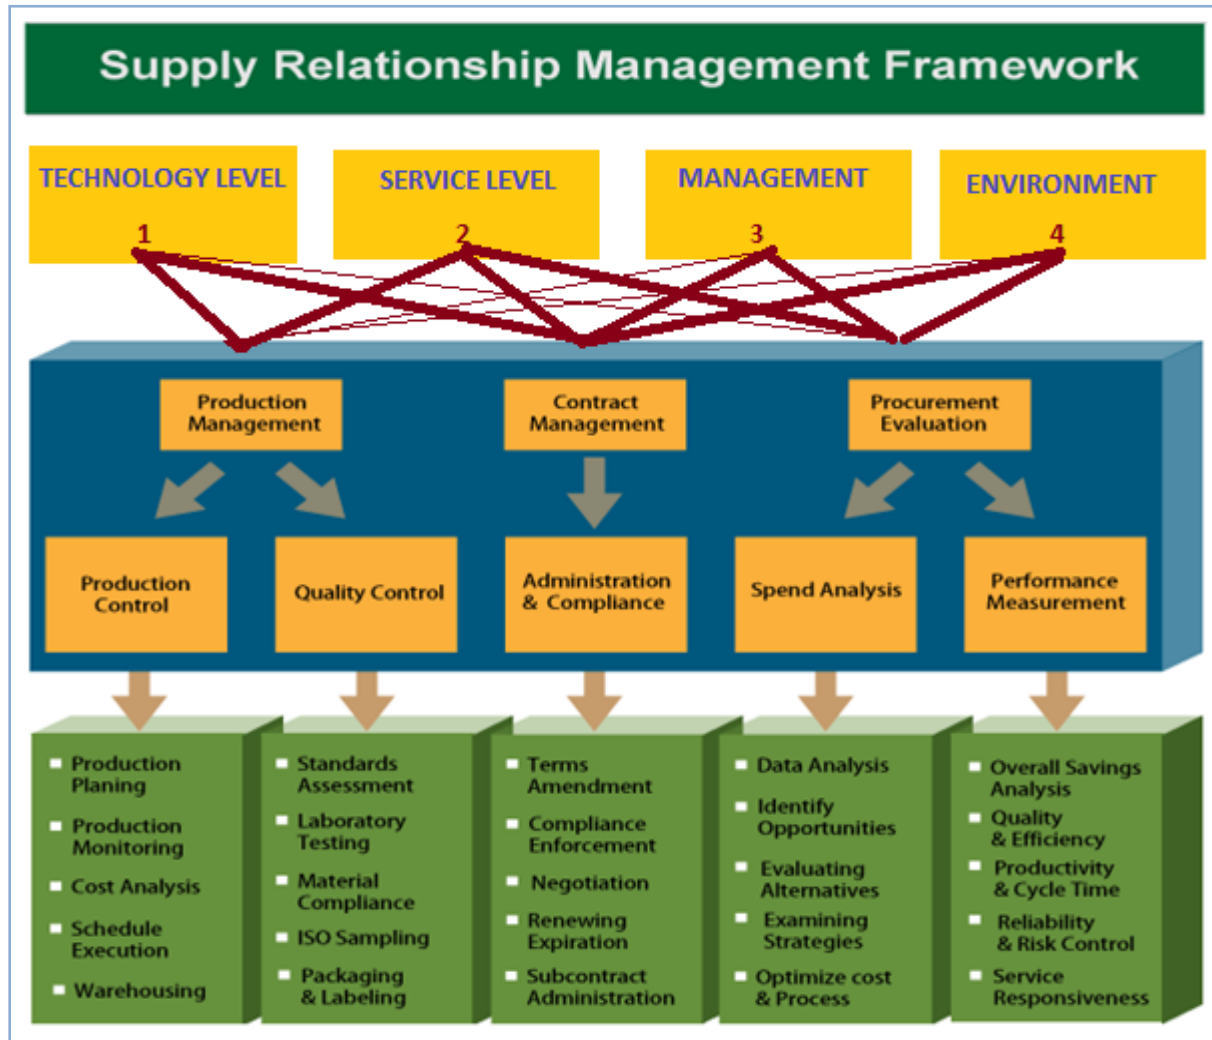 Supply Relationship Management Framework
TECHNOLOGY LEVEL
1
SERVICE LEVEL
2
MANAGEMENT
3
ENVIRONMENT
4
Production
Management
Contract
Management
Procurement
Evaluation
Production
Control
Quality Control
Administration
& Compliance
Spend Analysis
Performance
Measurement
Production
Planing
Production
Monitoring
Cost Analysis
Schedule
Execution
Warehousing
Standards
Assessment
Laboratory
Testing
Material
Compliance
ISO Sampling
Packaging
& Labeling
Terms
Amendment
Compliance
Enforcement
Negotiation
Renewing
Expiration
Subcontract
Administration
Data Analysis
Identify
Opportunities
Evaluating
Alternatives
Examining
Strategies
Optimize cost
& Process
Overall Savings
Analysis
Quality
& Efficiency
Productivity
& Cycle Time
Reliability
& Risk Control
Service
Responsiveness